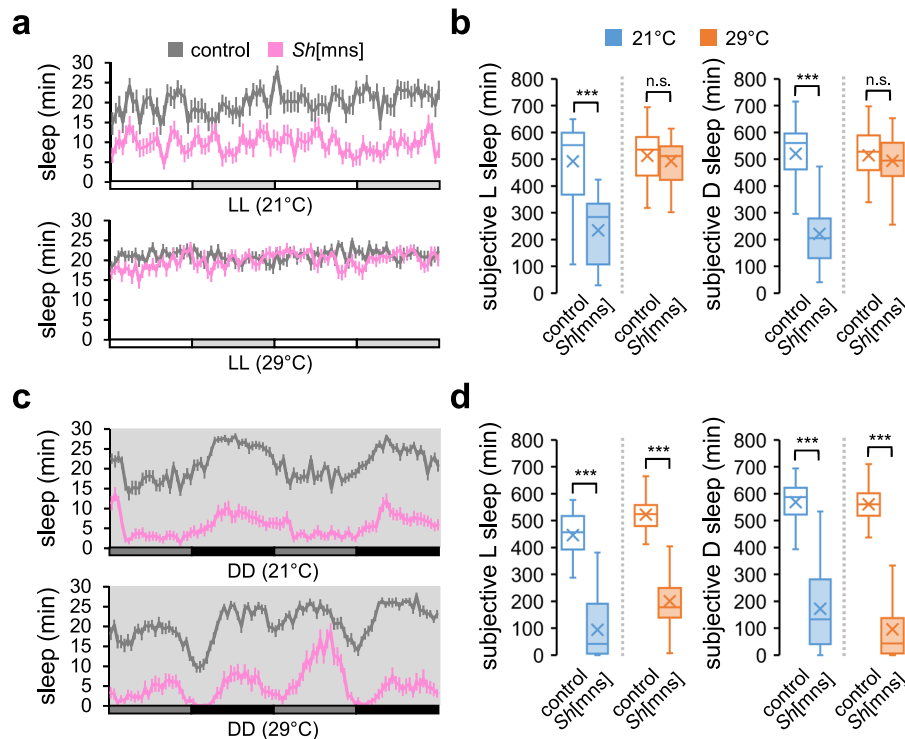 a
control Sh[mns]
sleep (min)
30
25
20
15
10
5
0
LL (21°C)
sleep (min)
30
25
20
15
10
5
0
LL (29°C)
b
21°C 29°C
subjective L sleep (min)
800
700
600
500
400
300
200
100
0
*** n.s.
control
Sh[mns]
control
Sh[mns]
subjective D sleep (min)
800
700
600
500
400
300
200
100
0
*** n.s.
control
Sh[mns]
control
Sh[mns]
c
sleep (min)
30
25
20
15
10
5
0
DD (21°C)
sleep (min)
30
25
20
15
10
5
0
DD (29°C)
d
subjective L sleep (min)
800
700
600
500
400
300
200
100
0
*** ***
control
Sh[mns]
control
Sh[mns]
subjective D sleep (min)
800
700
600
500
400
300
200
100
0
*** ***
control
Sh[mns]
control
Sh[mns]